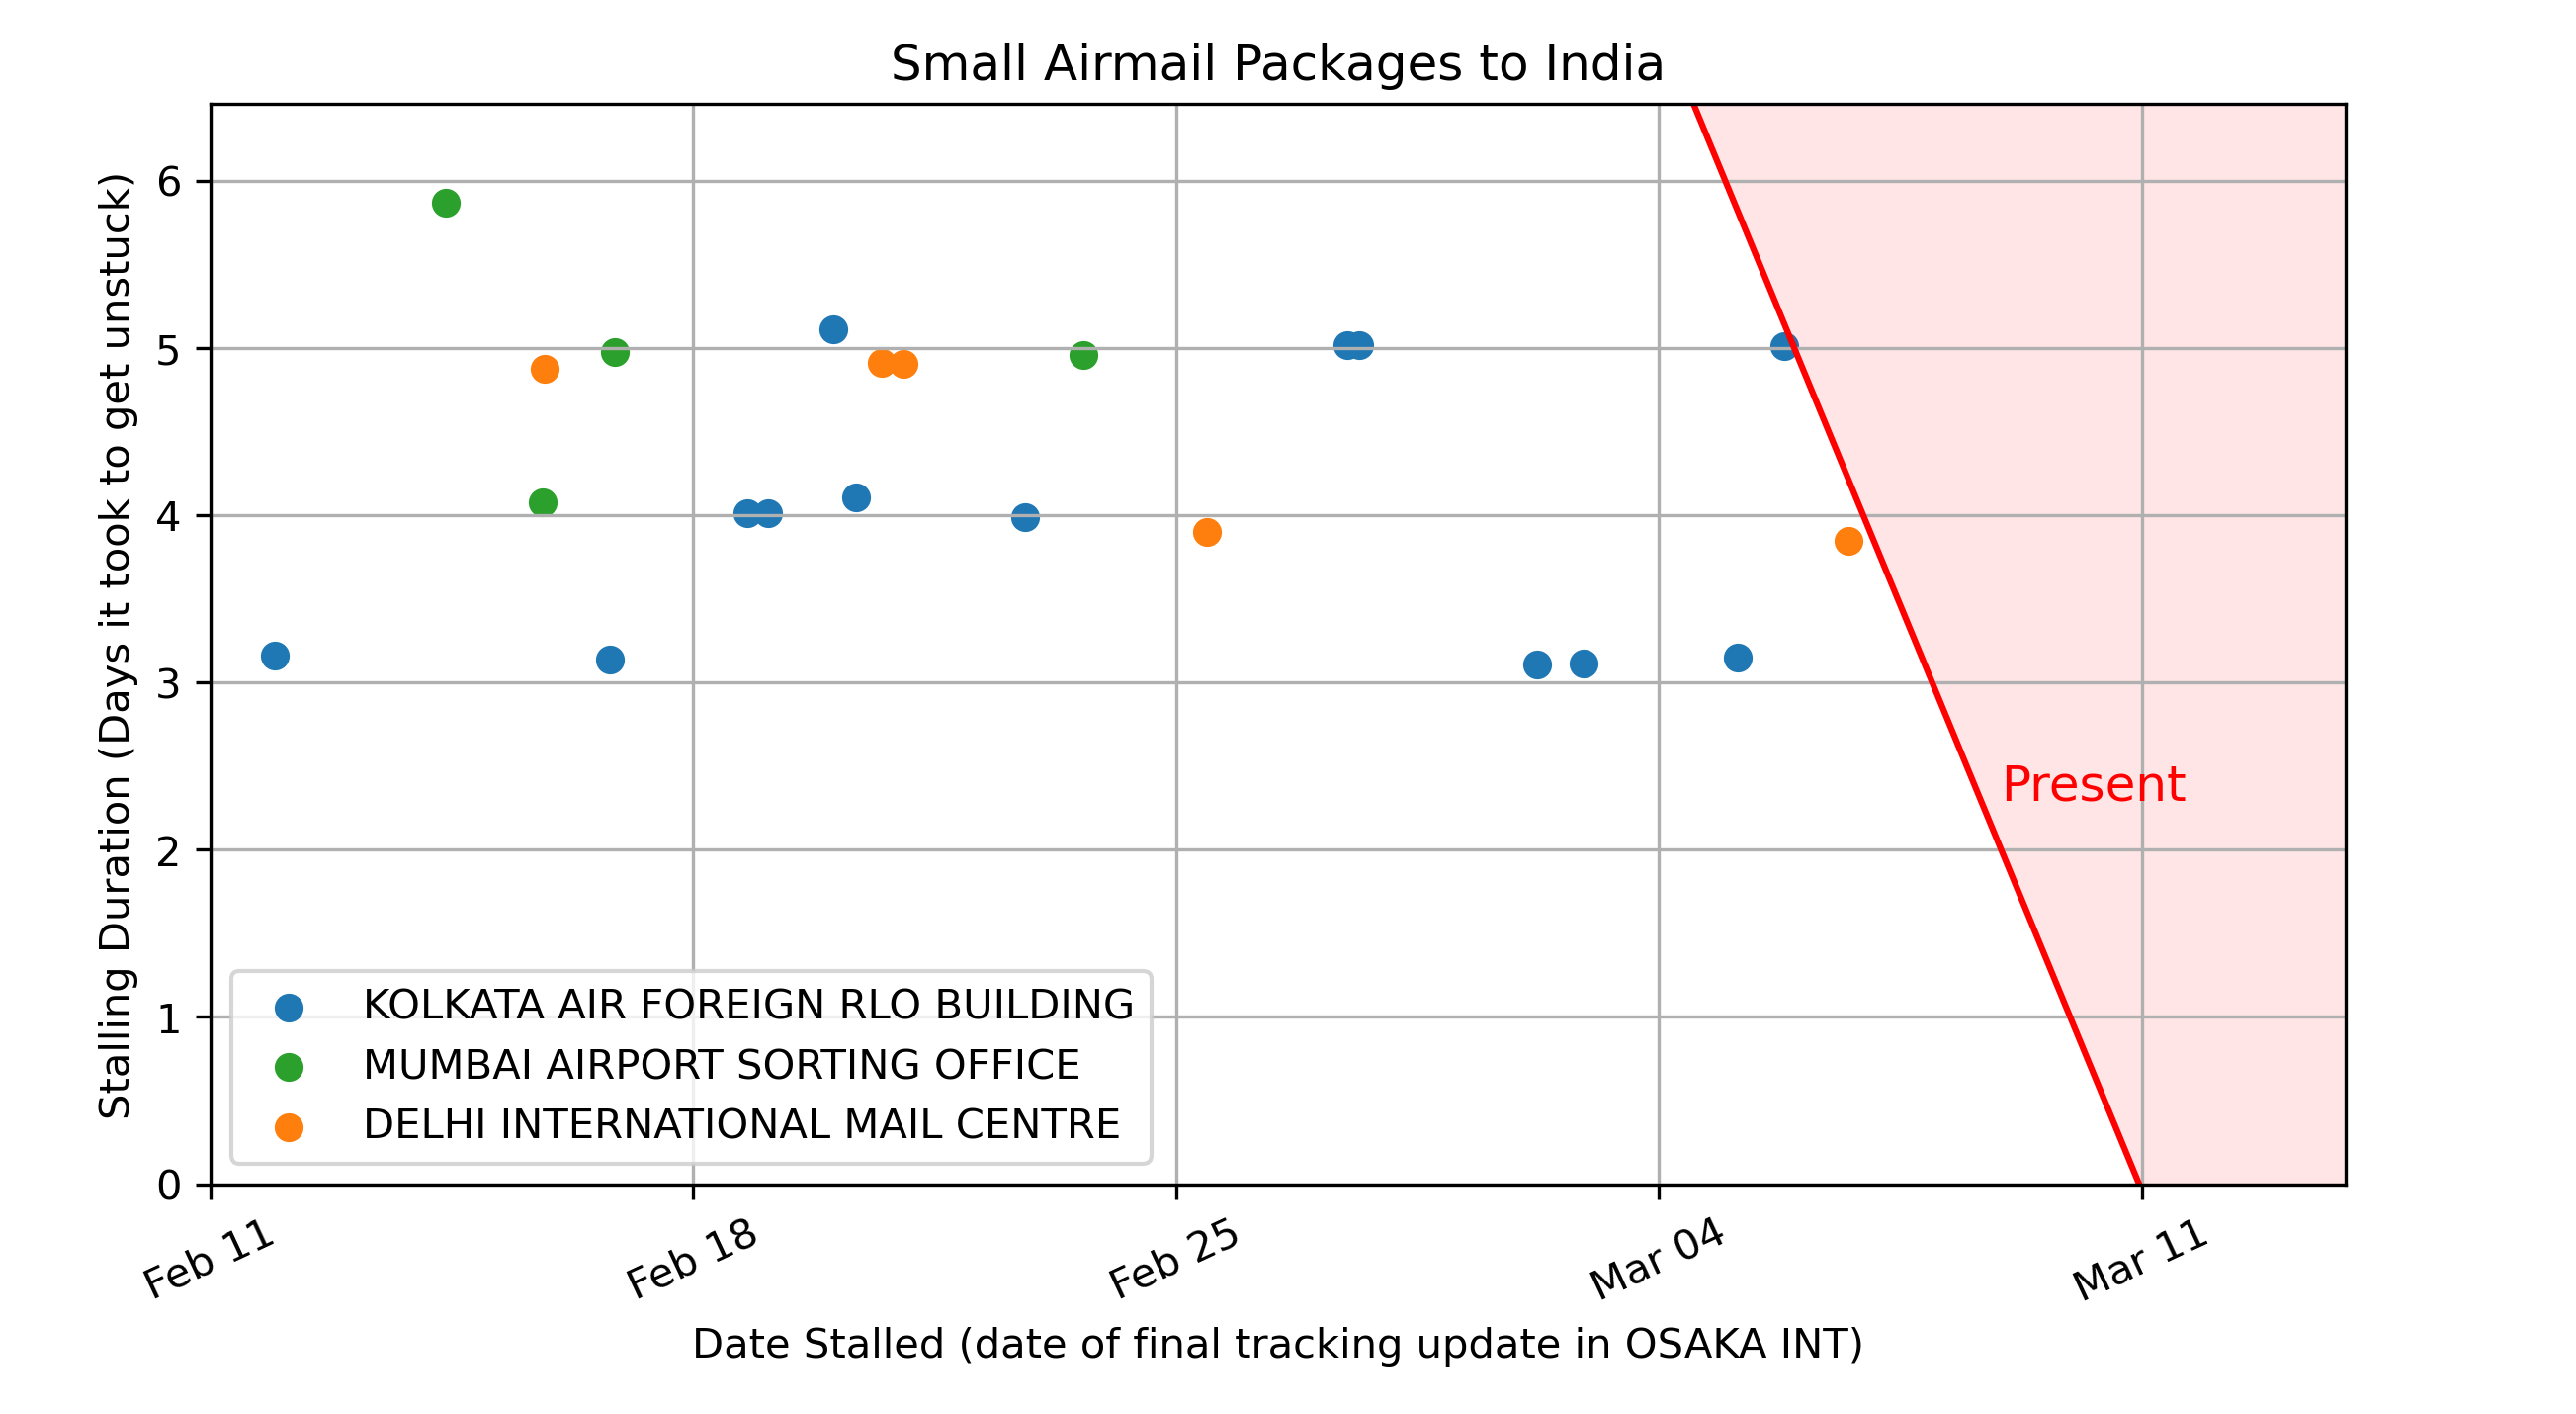 Small Airmail Packages to India
Stalling Duration (Days it took to get unstuck)
6
5
4
3
2
1
0
Present
KOLKATA AIR FOREIGN RLO BUILDING
MUMBAI AIRPORT SORTING OFFICE
DELHI INTERNATIONAL MAIL CENTRE
Feb 11
Feb 18
Feb 25
Mar 04
Mar 11
Date Stalled (date of final tracking update in OSAKA INT)